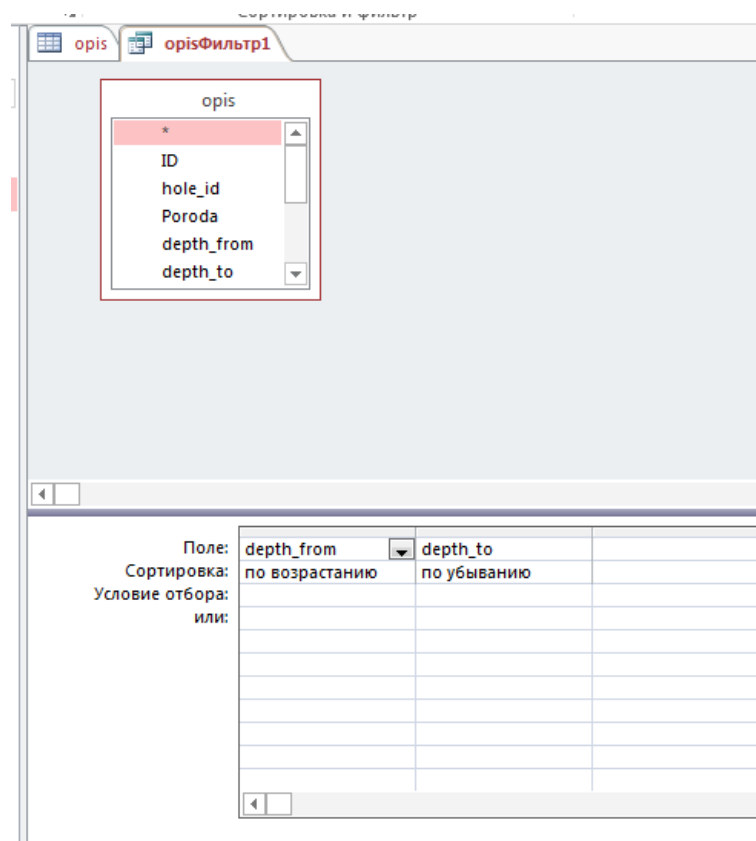 opis opisФильтр1
opis
*
ID
hole_id
Poroda
depth_from
depth_to
Поле: depth_from depth_to
Сортировка: по возрастанию по убыванию
Условие отбора:
или: